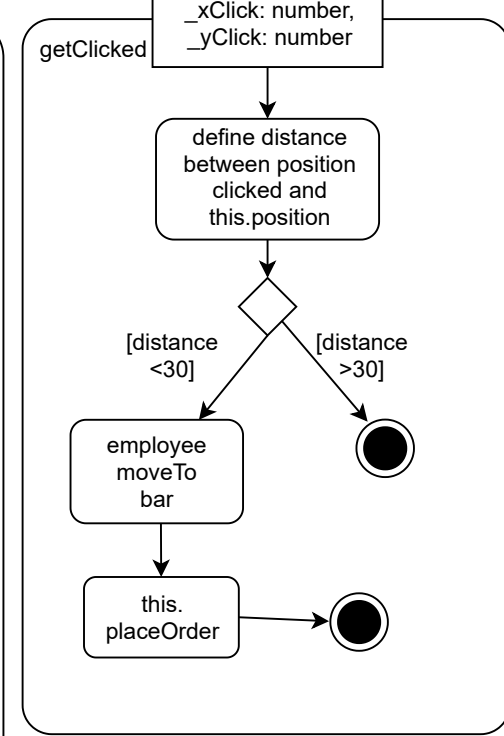 _xClick: number,
_yClick: number
getClicked
define distance
between position
clicked and
this.position
[distance
<30]
[distance
>30]
employee
moveTo
bar
this.
placeOrder